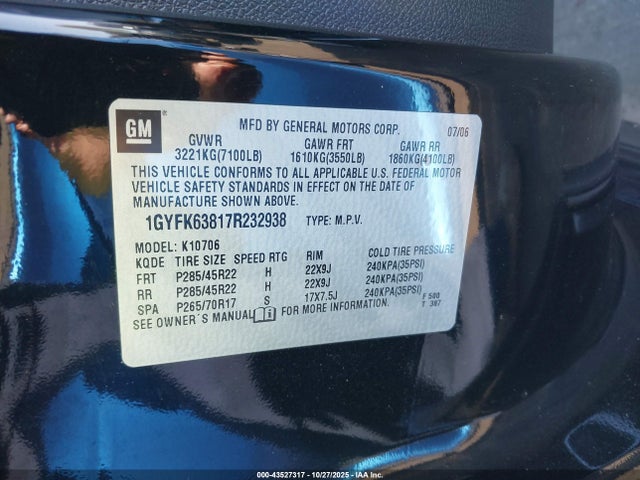 GM
MFD BY GENERAL MOTORS CORP. 07/06
GVWR GAWR FRT GAWR RR
3221KG(7100LB) 1610KG(3550LB) 1860KG(4100LB)
THIS VEHICLE CONFORMS TO ALL APPLICABLE U.S. FEDERAL MOTOR
VEHICLE SAFETY STANDARDS IN EFFECT ON THE DATE OF
MANUFACTURE SHOWN ABOVE.
1GYFK63817R232938 TYPE: M.P.V.
MODEL: K10706
KQDE TIRE SIZE SPEED RTG RIM COLD TIRE PRESSURE
FRT P285/45R22 H 22X9J 240KPA(35PSI)
RR P285/45R22 H 22X9J 240KPA(35PSI)
SPA P265/70R17 S 17X7.5J 240KPA(35PSI)
SEE OWNER'S MANUAL FOR MORE INFORMATION. F 500
T 387
000-43527317 - 10/27/2025 - IAA Inc.